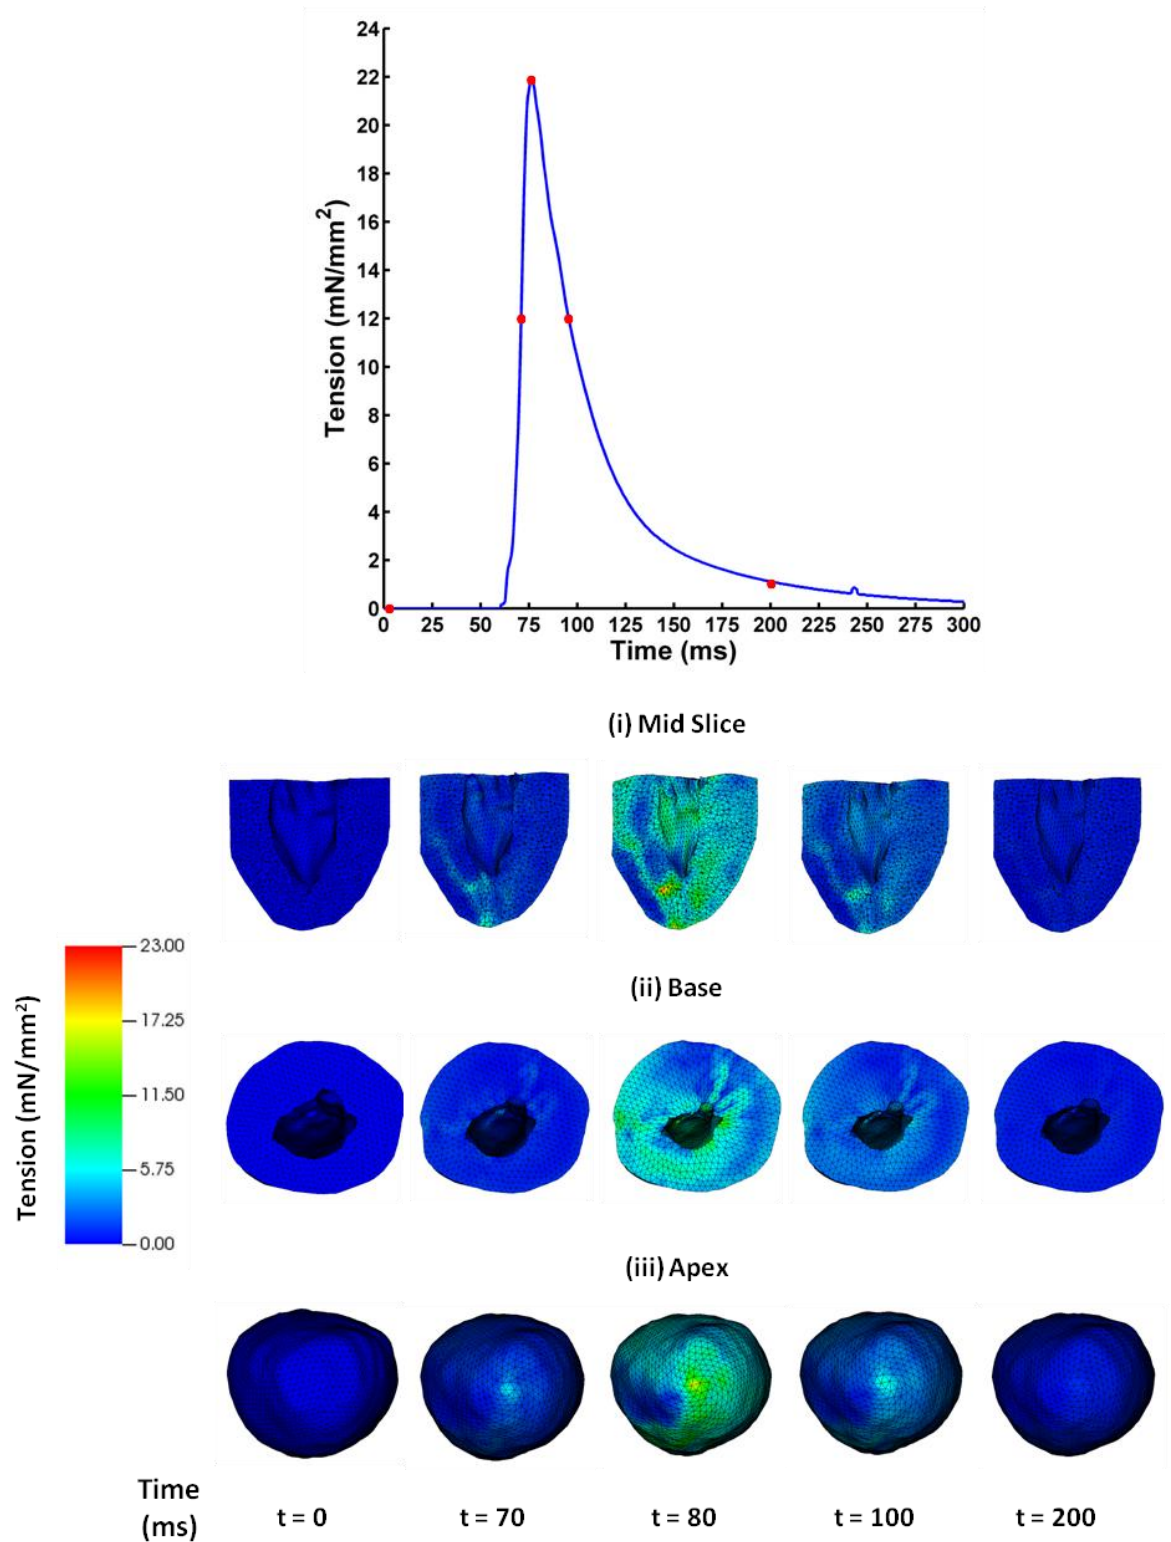 24
22
20
18
16
14
12
10
8
6
4
2
0
Tension (mN/mm²)
0 25 50 75 100 125 150 175 200 225 250 275 300
Time (ms)
(i) Mid Slice
(ii) Base
Tension (mN/mm²)
23.00
17.25
11.50
5.75
0.00
(iii) Apex
Time
(ms)
t = 0 t = 70 t = 80 t = 100 t = 200